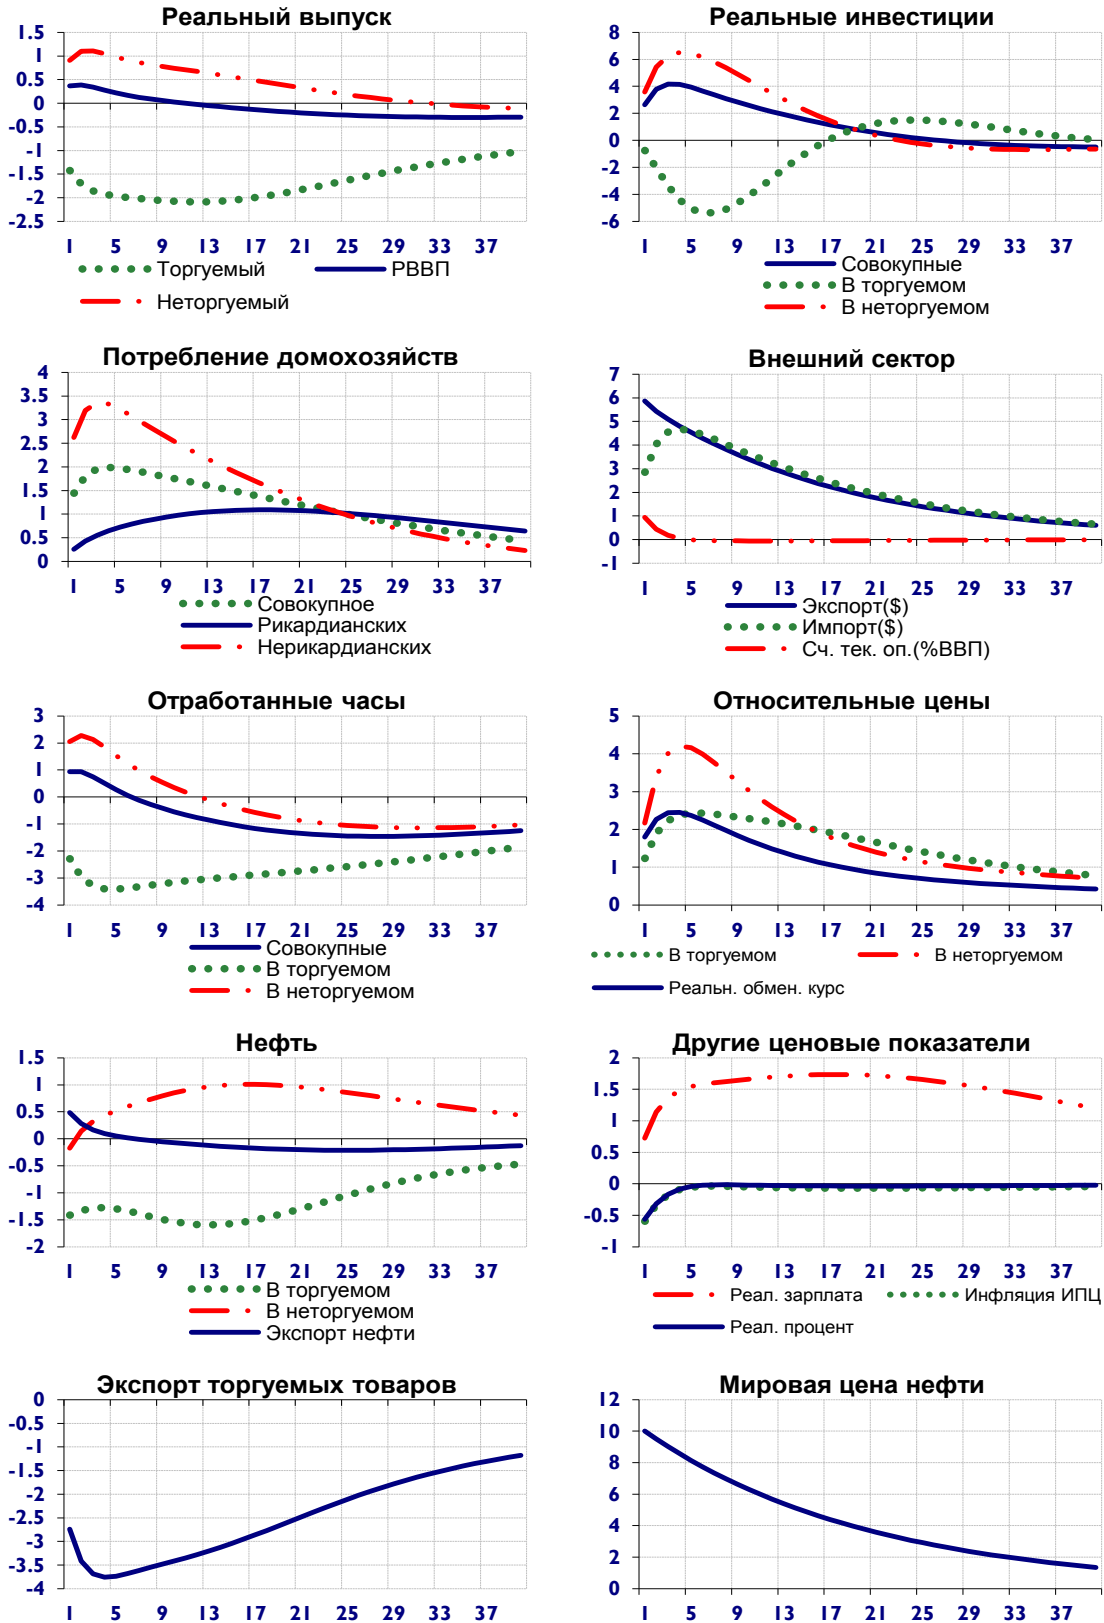 Реальный выпуск
1.5
1
0.5
0
-0.5
-1
-1.5
-2
-2.5
1 5 9 13 17 21 25 29 33 37
Торгуемый РВВП
Неторгуемый
Реальные инвестиции
8
6
4
2
0
-2
-4
-6
1 5 9 13 17 21 25 29 33 37
Совокупные
В торгуемом
В неторгуемом
Потребление домохозяйств
4
3.5
3
2.5
2
1.5
1
0.5
0
1 5 9 13 17 21 25 29 33 37
Совокупное
Рикардианских
Нерикардианских
Внешний сектор
7
6
5
4
3
2
1
0
-1
1 5 9 13 17 21 25 29 33 37
Экспорт($)
Импорт($)
Сч. тек. оп.(%ВВП)
Отработанные часы
3
2
1
0
-1
-2
-3
-4
1 5 9 13 17 21 25 29 33 37
Совокупные
В торгуемом
В неторгуемом
Относительные цены
5
4
3
2
1
0
1 5 9 13 17 21 25 29 33 37
В торгуемом В неторгуемом
Реальн. обмен. курс
Нефть
1.5
1
0.5
0
-0.5
-1
-1.5
-2
1 5 9 13 17 21 25 29 33 37
В торгуемом
В неторгуемом
Экспорт нефти
Другие ценовые показатели
2
1.5
1
0.5
0
-0.5
-1
1 5 9 13 17 21 25 29 33 37
Реал. зарплата Инфляция ИПЦ
Реал. процент
Экспорт торгуемых товаров
0
-0.5
-1
-1.5
-2
-2.5
-3
-3.5
-4
1 5 9 13 17 21 25 29 33 37
Мировая цена нефти
12
10
8
6
4
2
0
1 5 9 13 17 21 25 29 33 37